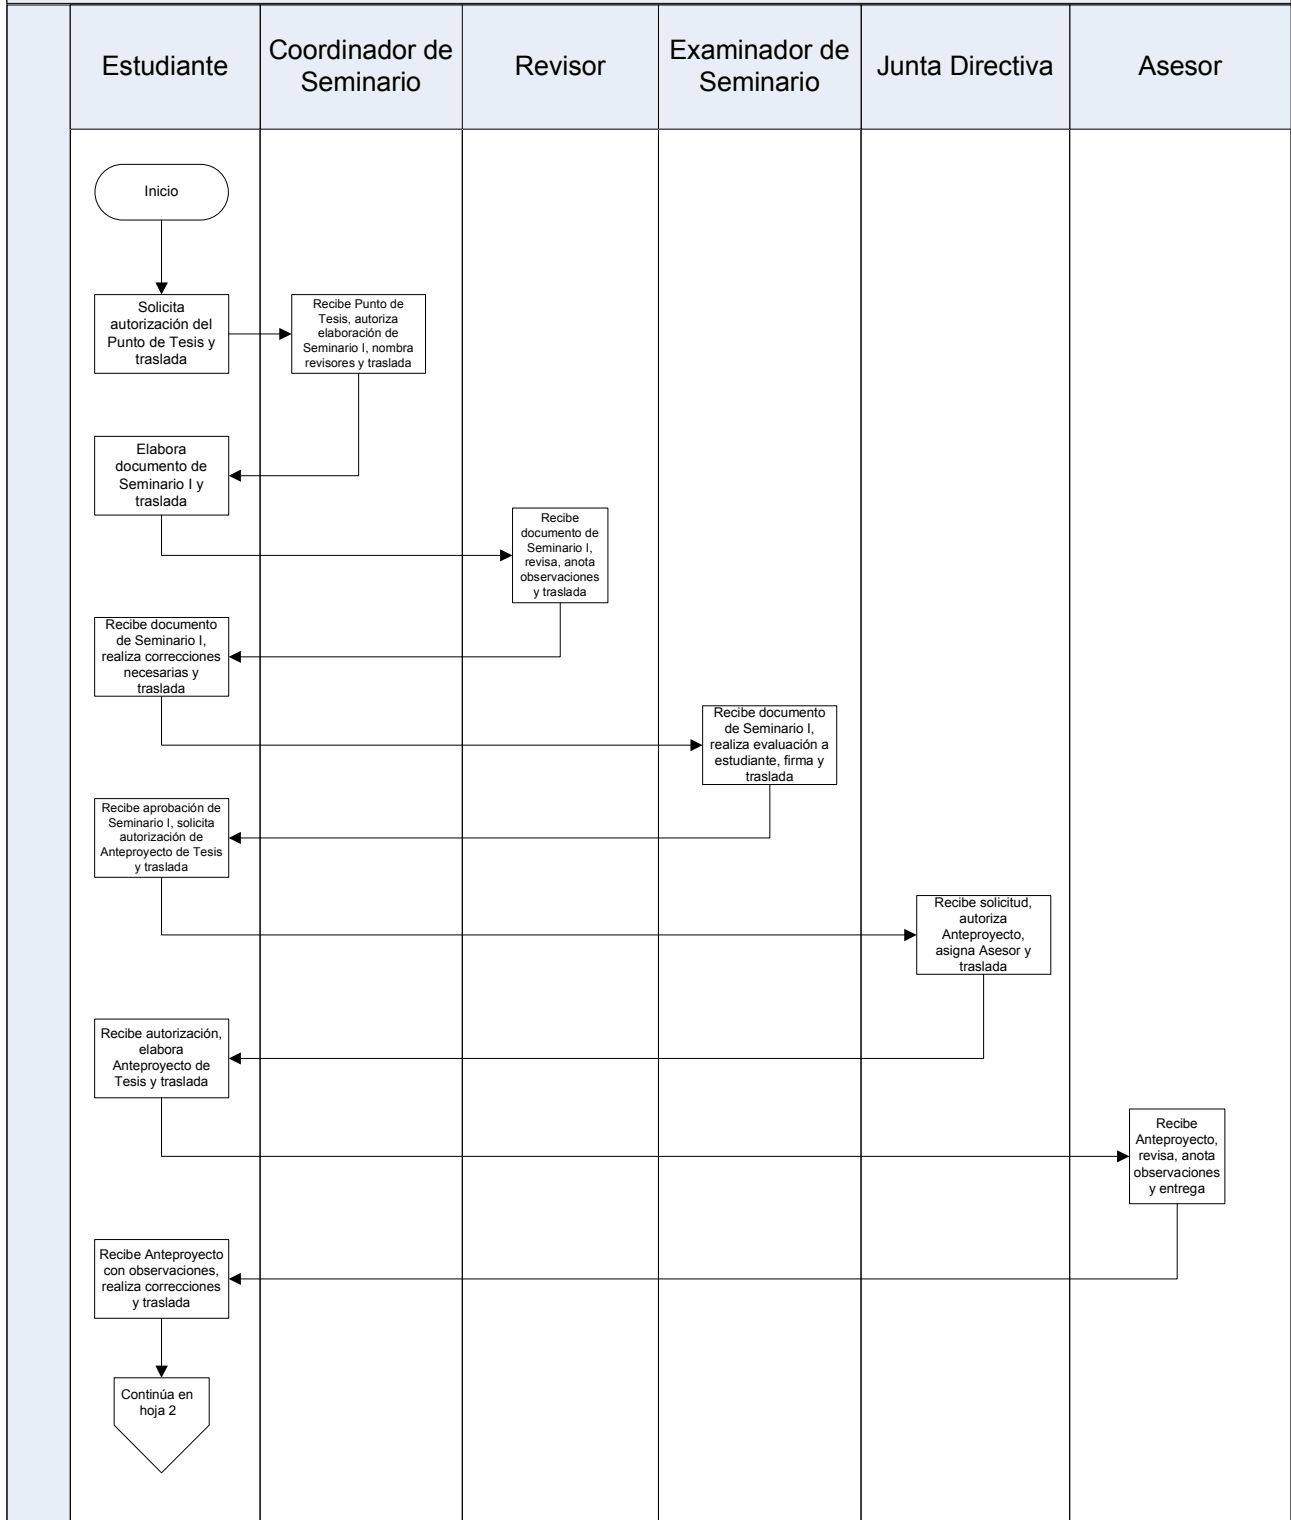 Estudiante
Coordinador de
Seminario
Revisor
Examinador de
Seminario
Junta Directiva
Asesor
Inicio
Solicita
autorización del
Punto de Tesis y
traslada
Recibe Punto de
Tesis, autoriza
elaboración de
Seminario I, nombra
revisores y traslada
Elabora
documento de
Seminario I y
traslada
Recibe
documento de
Seminario I,
revisa, anota
observaciones
y traslada
Recibe documento
de Seminario I,
realiza correcciones
necesarias y
traslada
Recibe documento
de Seminario I,
realiza evaluación a
estudiante, firma y
traslada
Recibe aprobación de
Seminario I, solicita
autorización de
Anteproyecto de Tesis
y traslada
Recibe solicitud,
autoriza
Anteproyecto,
asigna Asesor y
traslada
Recibe autorización,
elabora
Anteproyecto de
Tesis y traslada
Recibe
Anteproyecto,
revisa, anota
observaciones
y entrega
Recibe Anteproyecto
con observaciones,
realiza correcciones
y traslada
Continúa en
hoja 2